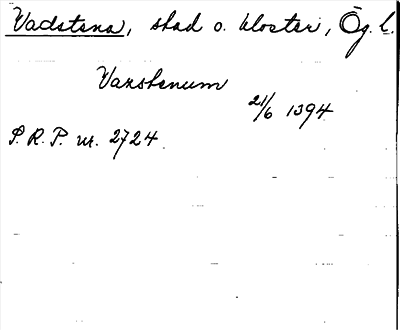 Vadstena, stad o. kloster, Ög. l.
Vazstenum
21/6 1394
S.R.P. nr. 2724